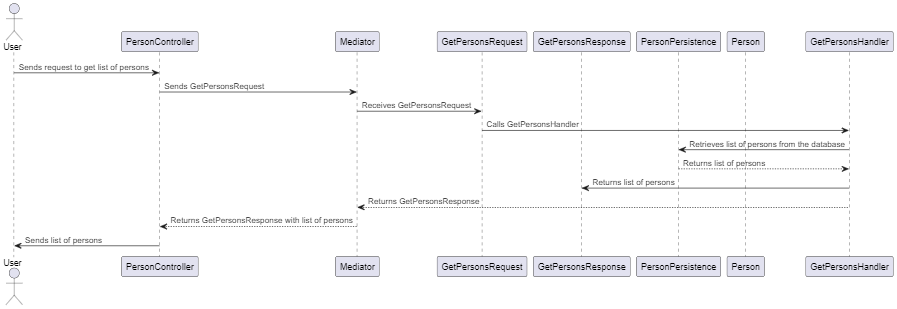 User
PersonController
Mediator
GetPersonsRequest
GetPersonsResponse
PersonPersistence
Person
GetPersonsHandler
Sends request to get list of persons
Sends GetPersonsRequest
Receives GetPersonsRequest
Calls GetPersonsHandler
Retrieves list of persons from the database
Returns list of persons
Returns list of persons
Returns GetPersonsResponse
Returns GetPersonsResponse with list of persons
Sends list of persons
User
PersonController
Mediator
GetPersonsRequest
GetPersonsResponse
PersonPersistence
Person
GetPersonsHandler